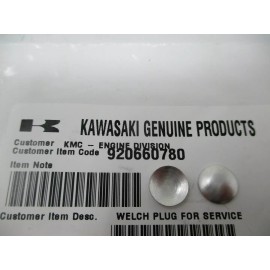 K KAWASAKI GENUINE PRODUCTS
Customer KMC - ENGINE DIVISION
Customer Item Code 920660780
Item Note
Customer Item Desc. WELCH PLUG FOR SERVICE